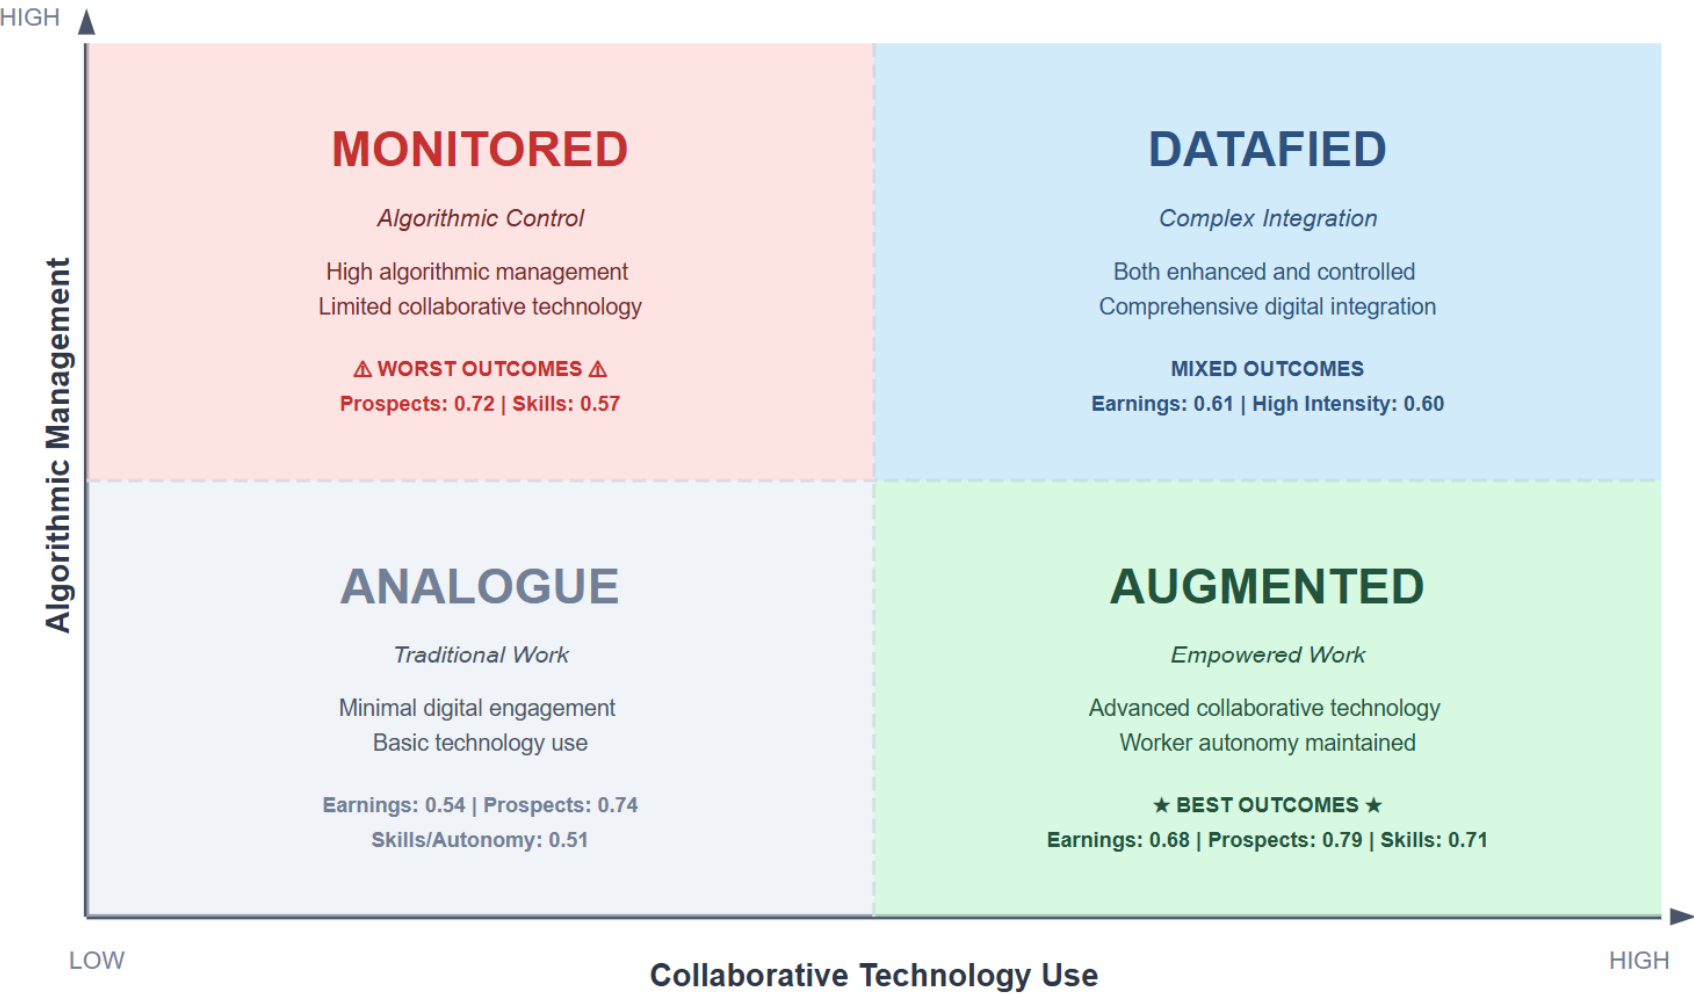 HIGH
MONITORED
Algorithmic Control
High algorithmic management
Limited collaborative technology
⚠ WORST OUTCOMES ⚠
Prospects: 0.72 | Skills: 0.57
DATAFIED
Complex Integration
Both enhanced and controlled
Comprehensive digital integration
MIXED OUTCOMES
Earnings: 0.61 | High Intensity: 0.60
Algorithmic Management
ANALOGUE
Traditional Work
Minimal digital engagement
Basic technology use
Earnings: 0.54 | Prospects: 0.74
Skills/Autonomy: 0.51
AUGMENTED
Empowered Work
Advanced collaborative technology
Worker autonomy maintained
★ BEST OUTCOMES ★
Earnings: 0.68 | Prospects: 0.79 | Skills: 0.71
LOW
Collaborative Technology Use
HIGH